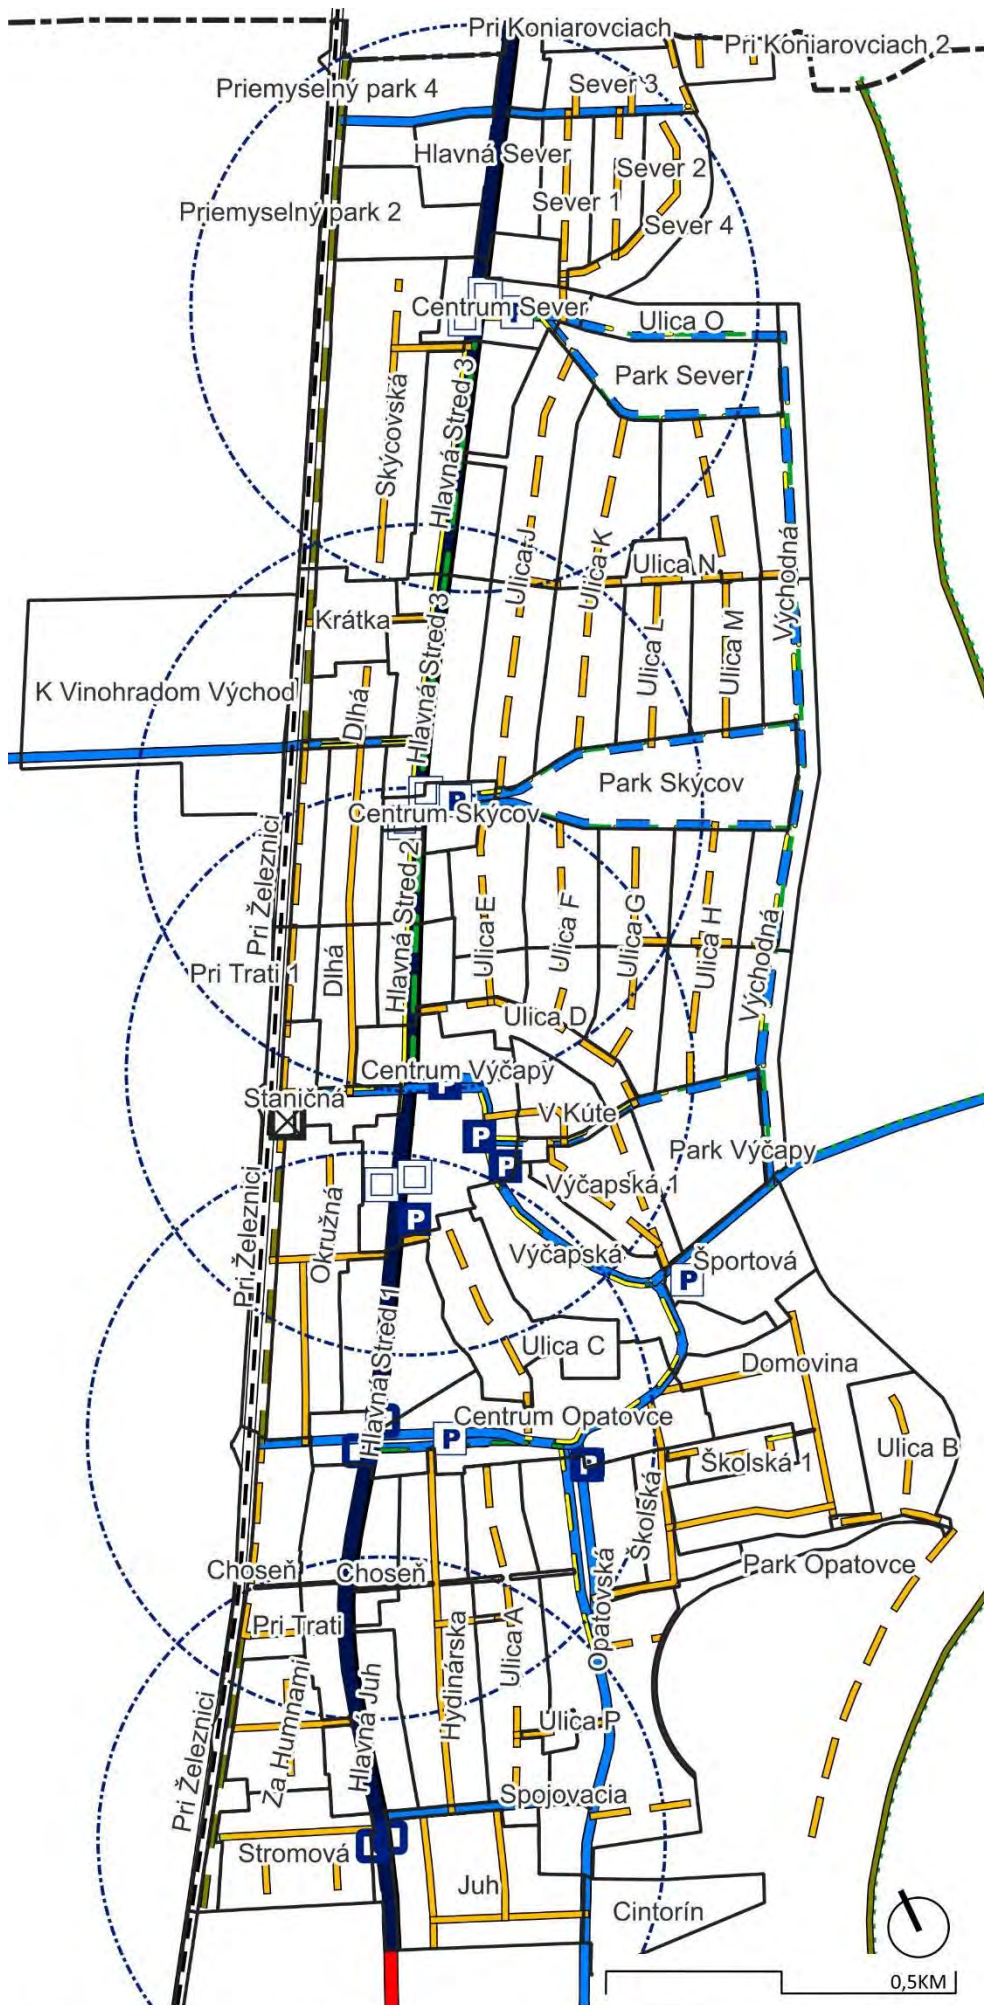 Pri Koniarovciach
Pri Koniarovciach 2
Priemyselný park 4
Sever 3
Hlavná Sever
Sever 2
Sever 1
Priemyselný park 2
Sever 4
Centrum Sever
P
Ulica O
Park Sever
Hlavná Stred 3
Skýcovská
Ulica J
Ulica K
Ulica N
Východná
Krátka
Hlavná Stred 3
Ulica L
Ulica M
K Vinohradom Východ
Dlhá
Park Skýcov
P
Centrum Skýcov
Pri Železnici
Hlavná Stred 2
Ulica E
Ulica F
Ulica G
Ulica H
Východná
Pri Trati 1
Dlhá
Ulica D
Centrum Výčapy
P
Staničná
V Kúte
P
Park Výčapy
P
Výčapská 1
Pri Železnici
Okružná
P
Výčapská
Športová
P
Hlavná Stred 1
Ulica C
Domovina
Centrum Opatovce
P
Ulica B
Školská 1
P
Školská
Choseň
Choseň
Park Opatovce
Opatovská
Pri Trati
Hydinárska
Ulica A
Pri Železnici
Za Humnami
Hlavná Juh
Ulica P
Spojovacia
Stromová
Juh
Cintorín
0,5KM